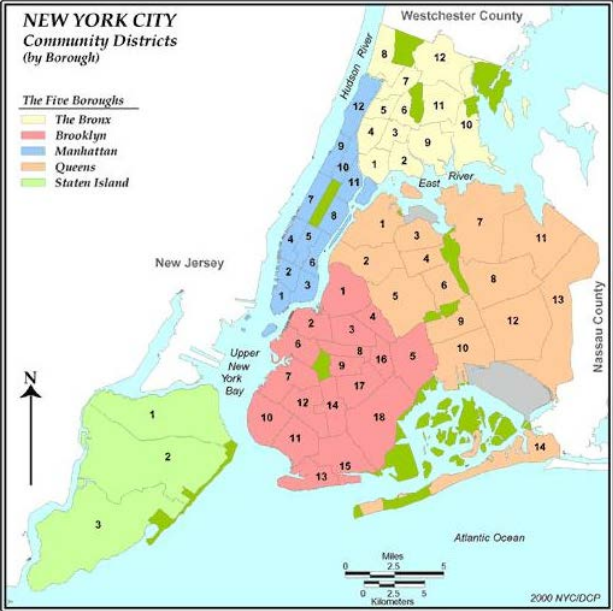 NEW YORK CITY
Community Districts
(by Borough)
The Five Boroughs
The Bronx
Brooklyn
Manhattan
Queens
Staten Island
Westchester County
Hudson River
8
12
7
12
5
6
11
10
4
3
9
9
1
2
10
11
East River
7
8
4
5
6
2
3
1
New Jersey
1
3
7
11
2
4
8
5
6
13
9
12
10
14
Nassau County
1
2
3
4
6
8
16
5
9
7
17
12
14
10
18
11
15
13
Upper
New
York
Bay
N
1
2
3
Atlantic Ocean
Miles
0 2.5 5
0 2.5 5
Kilometers
2000 NYC/DCP